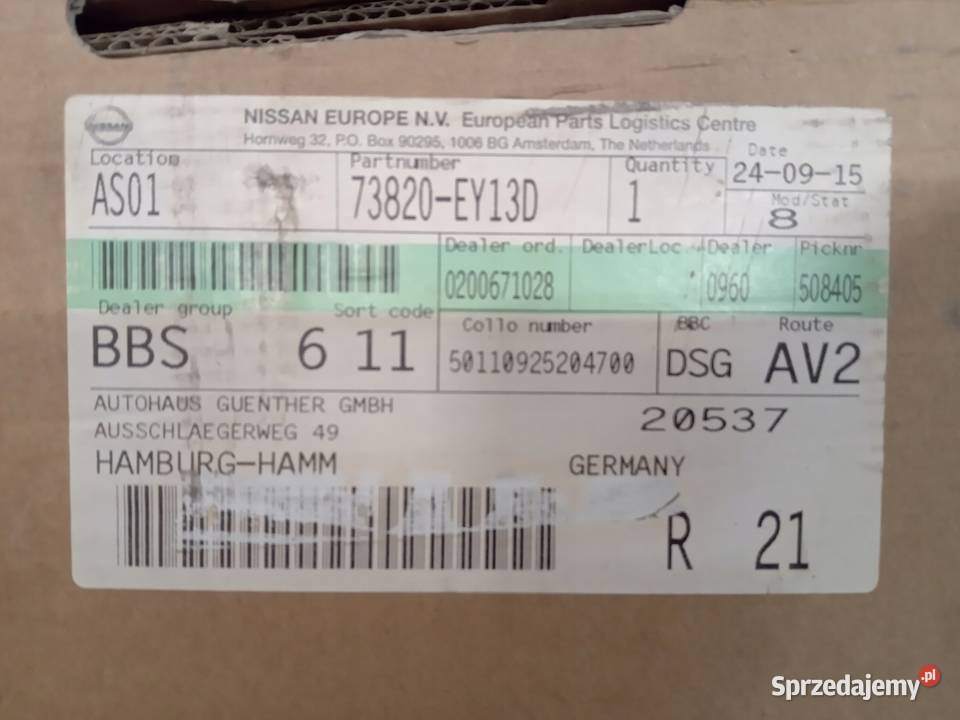 NISSAN
NISSAN EUROPE N.V. European Parts Logistics Centre
Hornweg 32, P.O. Box 90295, 1006 BG Amsterdam, The Netherlands
Location Partnumber Quantity Date
AS01 73820-EY13D 1 24-09-15
Mod/Stat
8
Dealer ord. DealerLoc Dealer Picknr
0200671028 0960 508405
Dealer group Sort code Collo number BBC Route
BBS 6 11 50110925204700 DSG AV2
AUTOHAUS GUENTHER GMBH 20537
AUSSCHLAEGERWEG 49
HAMBURG-HAMM GERMANY
R 21
Sprzedajemy.pl